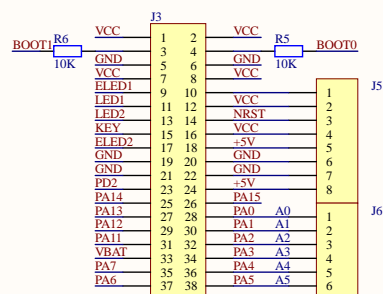 J3
VCC 1 2 VCC
R6 R5
BOOT1 3 4 BOOT0
10K 10K
GND 5 6 GND
VCC 7 8 VCC
J5
ELED1 9 10 1
LED1 11 12 VCC 2
LED2 13 14 NRST 3
KEY 15 16 VCC 4
ELED2 17 18 +5V 5
GND 19 20 GND 6
GND 21 22 GND 7
PD2 23 24 +5V 8
PA14 25 26 PA15
J6
PA13 27 28 PA0 A0 1
PA12 29 30 PA1 A1 2
PA11 31 32 PA2 A2 3
VBAT 33 34 PA3 A3 4
PA7 35 36 PA4 A4 5
PA6 37 38 PA5 A5 6